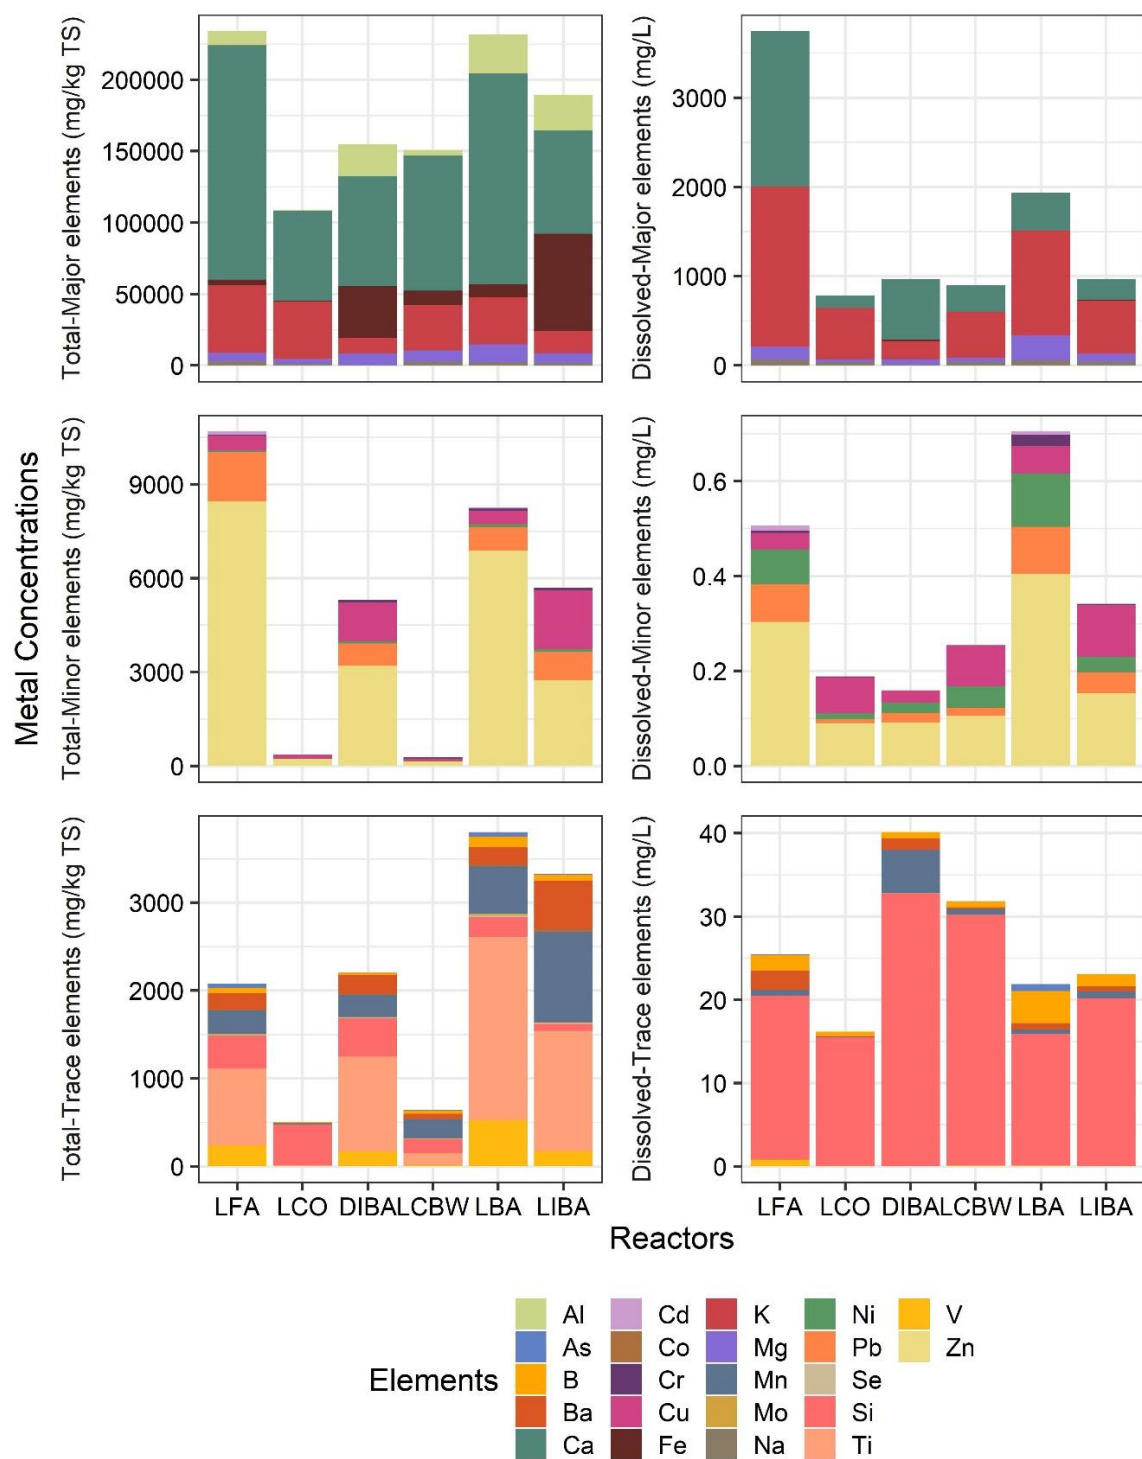 Metal Concentrations
Total-Major elements (mg/kg TS)
200000
150000
100000
50000
0
Dissolved-Major elements (mg/L)
3000
2000
1000
0
Total-Minor elements (mg/kg TS)
9000
6000
3000
0
Dissolved-Minor elements (mg/L)
0.6
0.4
0.2
0.0
Total-Trace elements (mg/kg TS)
3000
2000
1000
0
Dissolved-Trace elements (mg/L)
40
30
20
10
0
LFA LCO DIBA LCBW LBA LIBA
LFA LCO DIBA LCBW LBA LIBA
Reactors
Elements
Al Cd K Ni V
As Co Mg Pb Zn
B Cr Mn Se
Ba Cu Mo Si
Ca Fe Na Ti